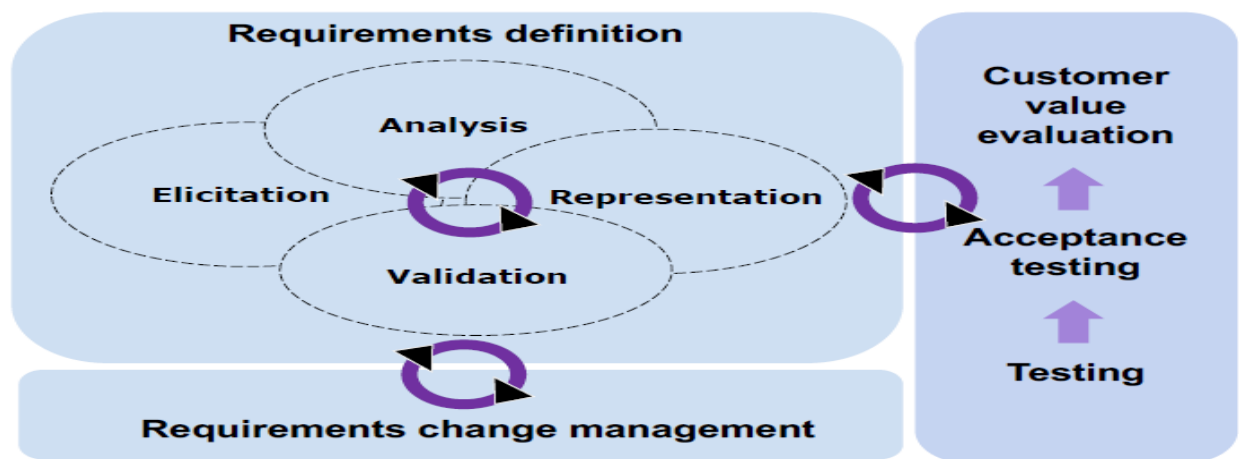 Requirements definition
Analysis
Elicitation
Representation
Validation
Requirements change management
Customer
value
evaluation
Acceptance
testing
Testing